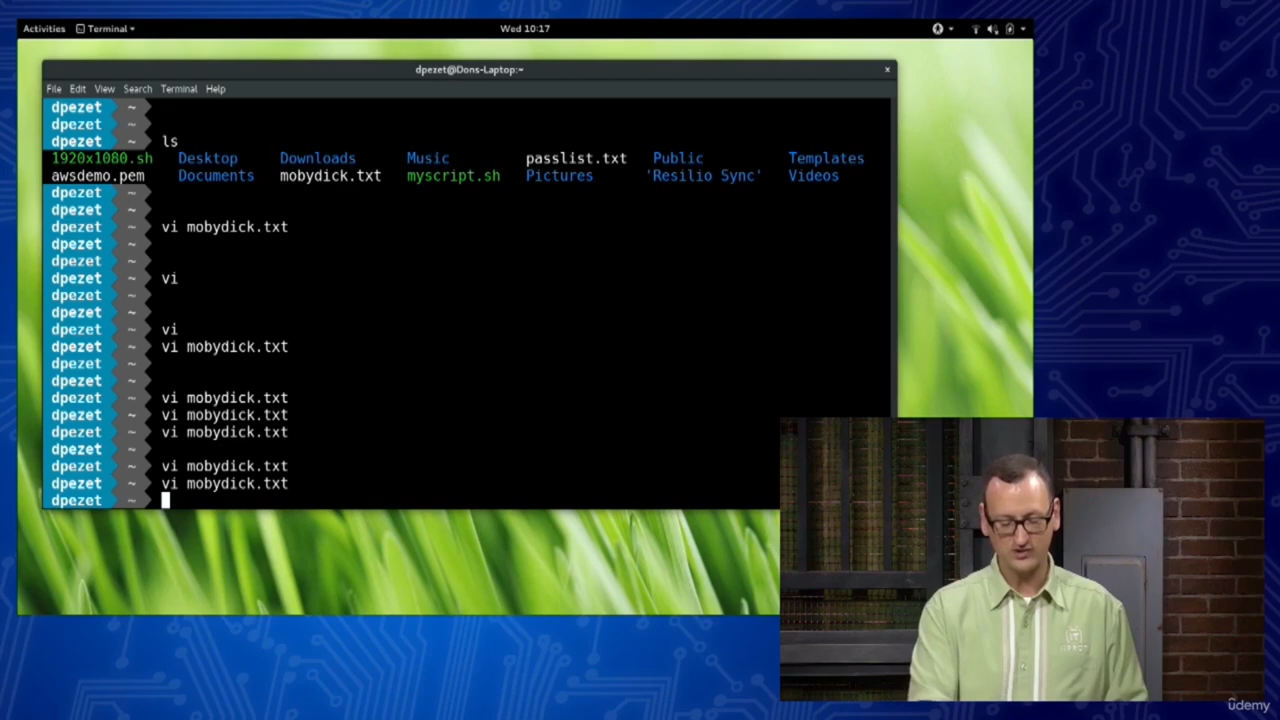 Activities Terminal Wed 10:17
dpezet@Dons-Laptop:~ ×
File Edit View Search Terminal Help
dpezet ~
dpezet ~
dpezet ~ ls
1920x1080.sh Desktop Downloads Music passlist.txt Public Templates
awsdemo.pem Documents mobydick.txt myscript.sh Pictures 'Resilio Sync' Videos
dpezet ~
dpezet ~
dpezet ~ vi mobydick.txt
dpezet ~
dpezet ~
dpezet ~ vi
dpezet ~
dpezet ~
dpezet ~ vi
dpezet ~ vi mobydick.txt
dpezet ~
dpezet ~
dpezet ~ vi mobydick.txt
dpezet ~ vi mobydick.txt
dpezet ~ vi mobydick.txt
dpezet ~
dpezet ~ vi mobydick.txt
dpezet ~ vi mobydick.txt
dpezet ~
udemy